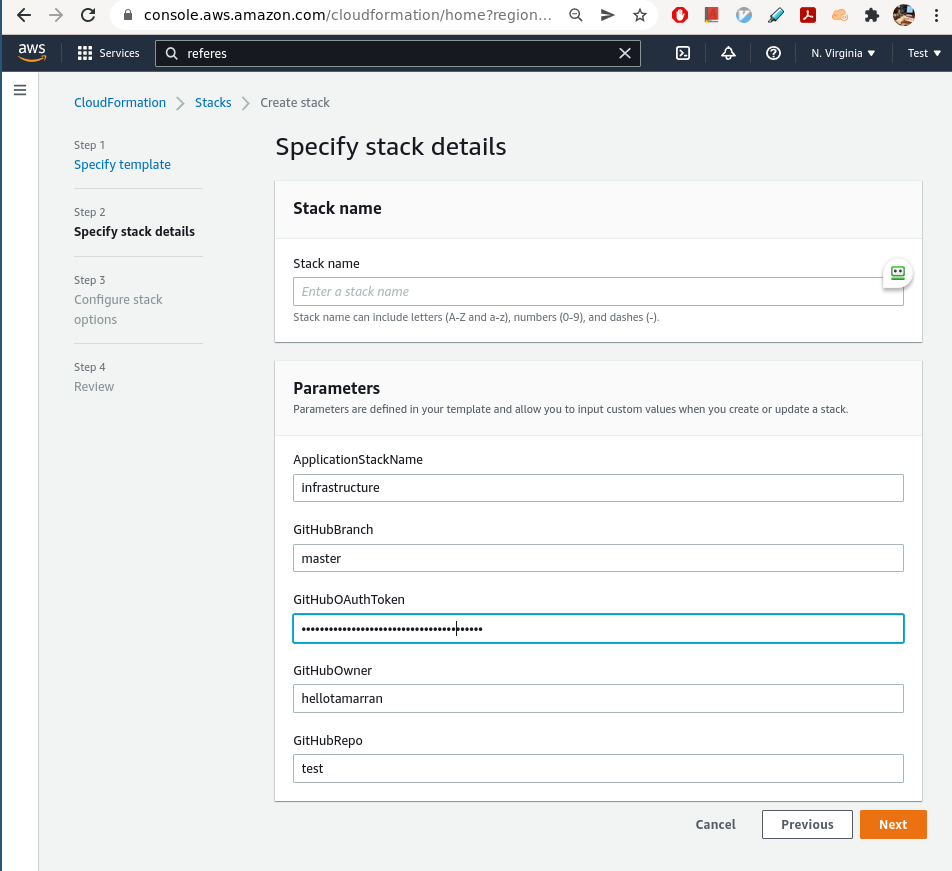 console.aws.amazon.com/cloudformation/home?region...
aws
Services
referes
N. Virginia
Test
CloudFormation
Stacks
Create stack
Step 1
Specify template
Step 2
Specify stack details
Step 3
Configure stack
options
Step 4
Review
Specify stack details
Stack name
Stack name
Enter a stack name
Stack name can include letters (A-Z and a-z), numbers (0-9), and dashes (-).
Parameters
Parameters are defined in your template and allow you to input custom values when you create or update a stack.
ApplicationStackName
infrastructure
GitHubBranch
master
GitHubOAuthToken
GitHubOwner
hellotamarran
GitHubRepo
test
Cancel
Previous
Next